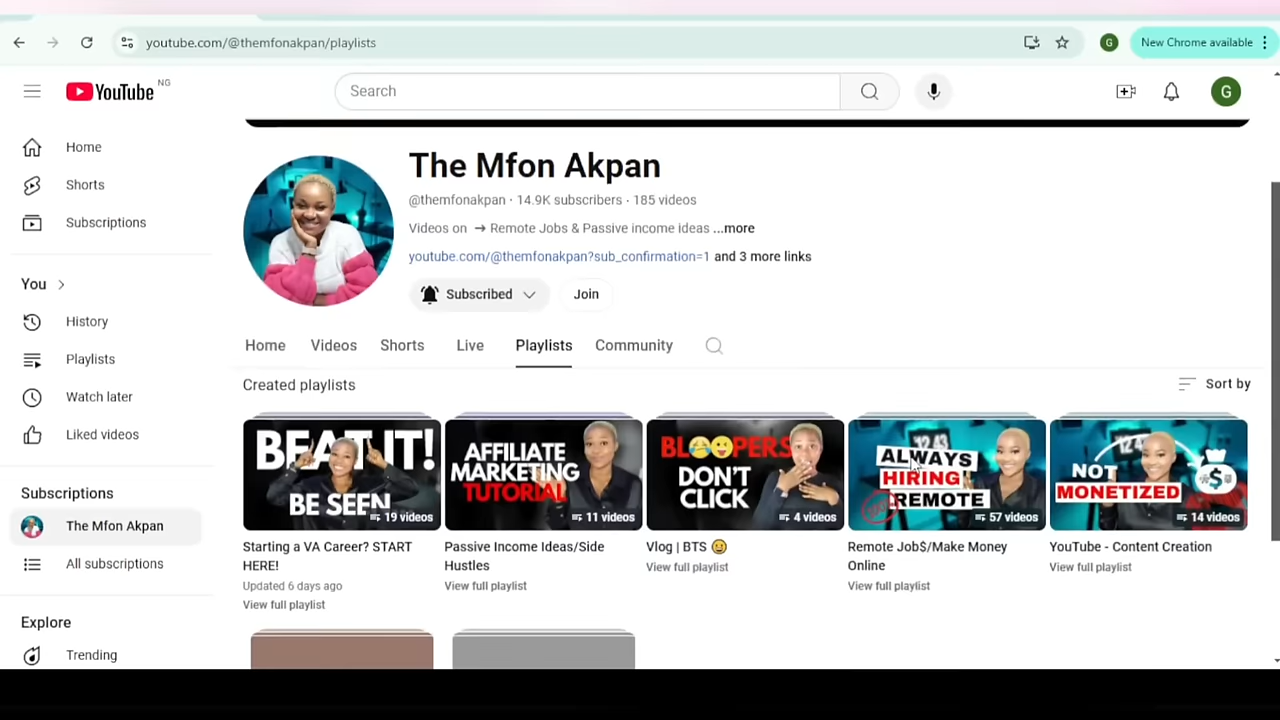 youtube.com/@themfonakpan/playlists
G
New Chrome available
YouTube NG
Search
G
Home
Shorts
Subscriptions
You
History
Playlists
Watch later
Liked videos
Subscriptions
The Mfon Akpan
All subscriptions
Explore
Trending
The Mfon Akpan
@themfonakpan · 14.9K subscribers · 185 videos
Videos on → Remote Jobs & Passive income ideas ...more
youtube.com/@themfonakpan?sub_confirmation=1 and 3 more links
Subscribed
Join
Home Videos Shorts Live Playlists Community
Created playlists
Sort by
BEAT IT!
BE SEEN
19 videos
Starting a VA Career? START
HERE!
Updated 6 days ago
View full playlist
AFFILIATE
MARKETING
TUTORIAL
11 videos
Passive Income Ideas/Side
Hustles
View full playlist
BLOOPERS
DON'T
CLICK
4 videos
Vlog | BTS 😃
View full playlist
ALWAYS
HIRING
REMOTE
57 videos
Remote Job$/Make Money
Online
View full playlist
NOT
MONETIZED
$
14 videos
YouTube - Content Creation
View full playlist